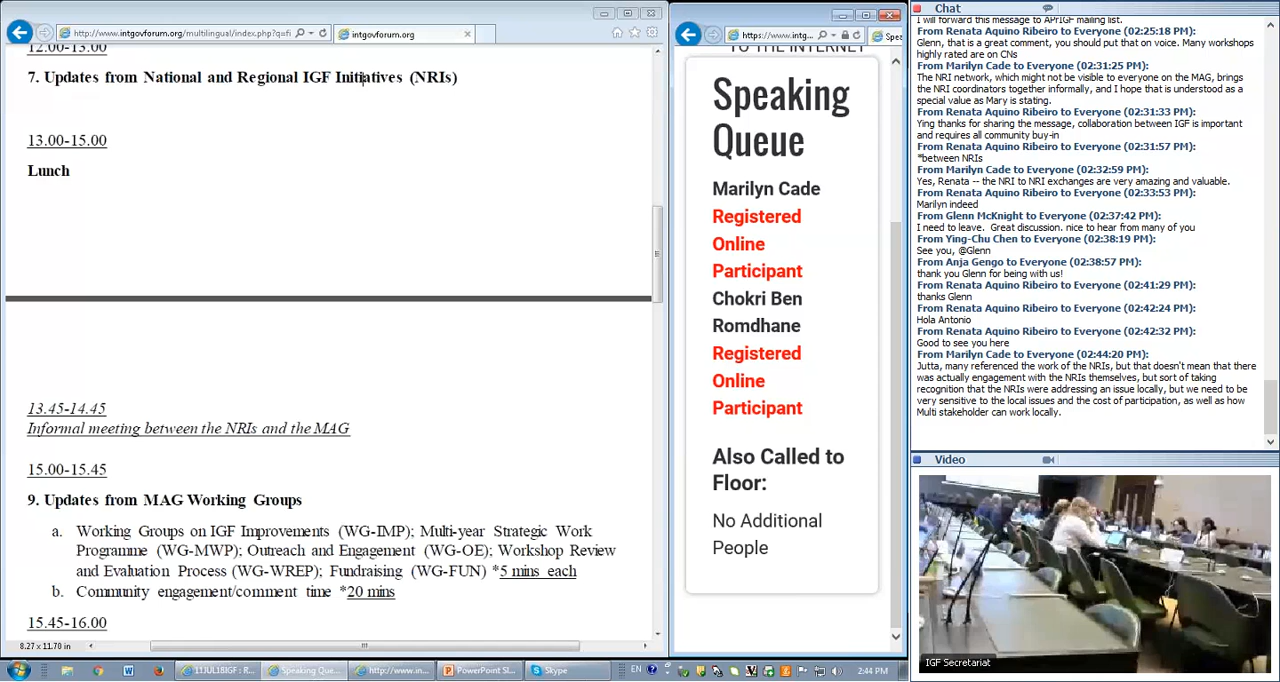 http://www.intgovforum.org/multilingual/index.php?q=fi
intgovforum.org
12.00-13.00
7. Updates from National and Regional IGF Initiatives (NRIs)
13.00-15.00
Lunch
13.45-14.45
Informal meeting between the NRIs and the MAG
15.00-15.45
9. Updates from MAG Working Groups
a. Working Groups on IGF Improvements (WG-IMP); Multi-year Strategic Work
Programme (WG-MWP); Outreach and Engagement (WG-OE); Workshop Review
and Evaluation Process (WG-WREP); Fundraising (WG-FUN) *5 mins each
b. Community engagement/comment time *20 mins
15.45-16.00
8.27 x 11.70 in
https://www.intg...
Spe
TO THE INTERNET
Speaking
Queue
Marilyn Cade
Registered
Online
Participant
Chokri Ben
Romdhane
Registered
Online
Participant
Also Called to
Floor:
No Additional
People
Chat
I will forward this message to APrIGF mailing list.
From Renata Aquino Ribeiro to Everyone (02:25:18 PM):
Glenn, that is a great comment, you should put that on voice. Many workshops
highly rated are on CNs
From Marilyn Cade to Everyone (02:31:25 PM):
The NRI network, which might not be visible to everyone on the MAG, brings
the NRI coordinators together informally, and I hope that is understood as a
special value as Mary is stating.
From Renata Aquino Ribeiro to Everyone (02:31:33 PM):
Ying thanks for sharing the message, collaboration between IGF is important
and requires all community buy-in
From Renata Aquino Ribeiro to Everyone (02:31:57 PM):
*between NRIs
From Marilyn Cade to Everyone (02:32:59 PM):
Yes, Renata -- the NRI to NRI exchanges are very amazing and valuable.
From Renata Aquino Ribeiro to Everyone (02:33:53 PM):
Marilyn indeed
From Glenn McKnight to Everyone (02:37:42 PM):
I need to leave. Great discussion. nice to hear from many of you
From Ying-Chu Chen to Everyone (02:38:19 PM):
See you, @Glenn
From Anja Gengo to Everyone (02:38:57 PM):
thank you Glenn for being with us!
From Renata Aquino Ribeiro to Everyone (02:41:29 PM):
thanks Glenn
From Renata Aquino Ribeiro to Everyone (02:42:24 PM):
Hola Antonio
From Renata Aquino Ribeiro to Everyone (02:42:32 PM):
Good to see you here
From Marilyn Cade to Everyone (02:44:20 PM):
Jutta, many referenced the work of the NRIs, but that doesn't mean that there
was actually engagement with the NRIs themselves, but sort of taking
recognition that the NRIs were addressing an issue locally, but we need to be
very sensitive to the local issues and the cost of participation, as well as how
Multi stakeholder can work locally.
Video
IGF Secretariat
11JUL18IGF : R...
Speaking Que...
http://www.in...
PowerPoint Sl...
Skype
EN
2:44 PM